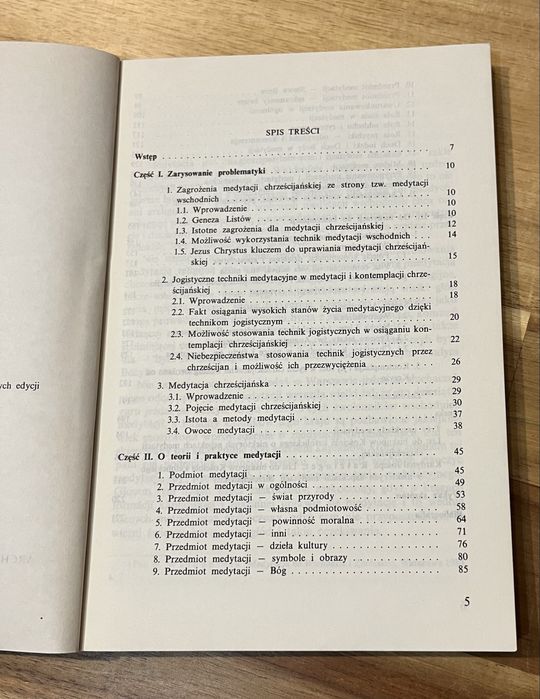 SPIS TREŚCI
Wstęp . . . . . . . . . . 7
Część I. Zarysowanie problematyki . . . . . . . . . . 10
1. Zagrożenia medytacji chrześcijańskiej ze strony tzw. medytacji
wschodnich . . . . . . . . . . 10
1.1. Wprowadzenie . . . . . . . . . . 10
1.2. Geneza Listów . . . . . . . . . . 10
1.3. Istotne zagrożenia dla medytacji chrześcijańskiej . . . . . . . . . . 12
1.4. Możliwość wykorzystania technik medytacji wschodnich . . . 14
1.5. Jezus Chrystus kluczem do uprawiania medytacji chrześcijań-
skiej . . . . . . . . . . 15
2. Jogistyczne techniki medytacyjne w medytacji i kontemplacji chrze-
ścijańskiej . . . . . . . . . . 18
2.1. Wprowadzenie . . . . . . . . . . 18
2.2. Fakt osiągania wysokich stanów życia medytacyjnego dzięki
technikom jogistycznym . . . . . . . . . . 20
2.3. Możliwość stosowania technik jogistycznych w osiąganiu kon-
templacji chrześcijańskiej . . . . . . . . . . 22
2.4. Niebezpieczeństwa stosowania technik jogistycznych przez
chrześcijan i możliwość ich przezwyciężenia . . . . . . . . . . 26
3. Medytacja chrześcijańska . . . . . . . . . . 29
3.1. Wprowadzenie . . . . . . . . . . 29
3.2. Pojęcie medytacji chrześcijańskiej . . . . . . . . . . 30
3.3. Istota a metody medytacji . . . . . . . . . . 37
3.4. Owoce medytacji . . . . . . . . . . 38
Część II. O teorii i praktyce medytacji . . . . . . . . . . 45
1. Podmiot medytacji . . . . . . . . . . 45
2. Przedmiot medytacji w ogólności . . . . . . . . . . 49
3. Przedmiot medytacji — świat przyrody . . . . . . . . . . 53
4. Przedmiot medytacji — własna podmiotowość . . . . . . . . . . 58
5. Przedmiot medytacji — powinność moralna . . . . . . . . . . 64
6. Przedmiot medytacji — inni . . . . . . . . . . 71
7. Przedmiot medytacji — dzieła kultury . . . . . . . . . . 76
8. Przedmiot medytacji — symbole i obrazy . . . . . . . . . . 80
9. Przedmiot medytacji — Bóg . . . . . . . . . . 85
5
ych edycji